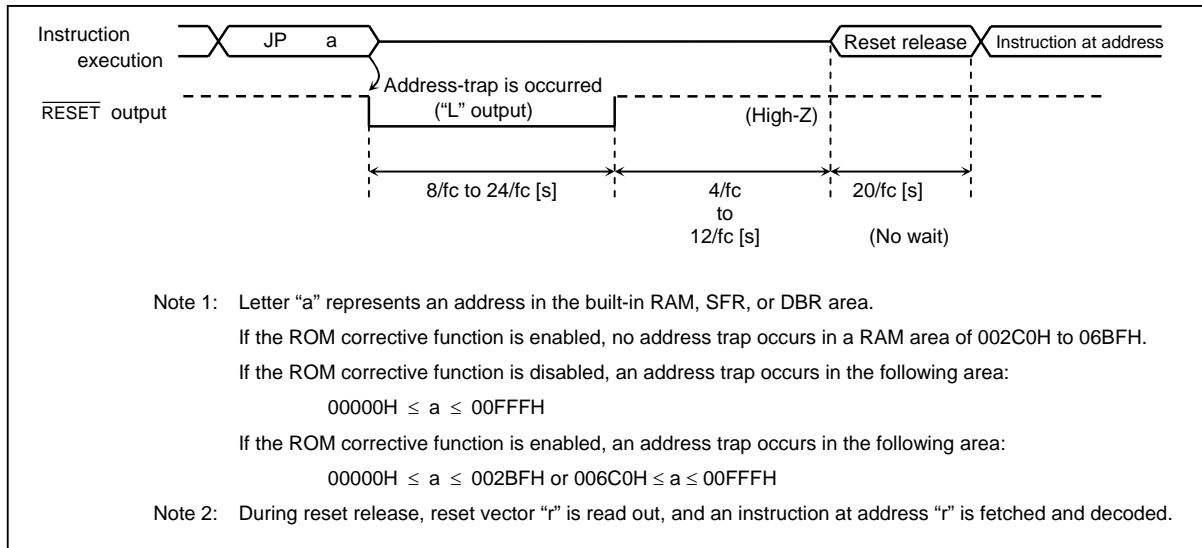 Instruction
execution
JP a
Reset release
Instruction at address
Address-trap is occurred
(“L” output)
RESET output
(High-Z)
8/fc to 24/fc [s]
4/fc
to
12/fc [s]
20/fc [s]
(No wait)
Note 1: Letter “a” represents an address in the built-in RAM, SFR, or DBR area.
If the ROM corrective function is enabled, no address trap occurs in a RAM area of 002C0H to 06BFH.
If the ROM corrective function is disabled, an address trap occurs in the following area:
00000H ≤ a ≤ 00FFFH
If the ROM corrective function is enabled, an address trap occurs in the following area:
00000H ≤ a ≤ 002BFH or 006C0H ≤ a ≤ 00FFFH
Note 2: During reset release, reset vector “r” is read out, and an instruction at address “r” is fetched and decoded.